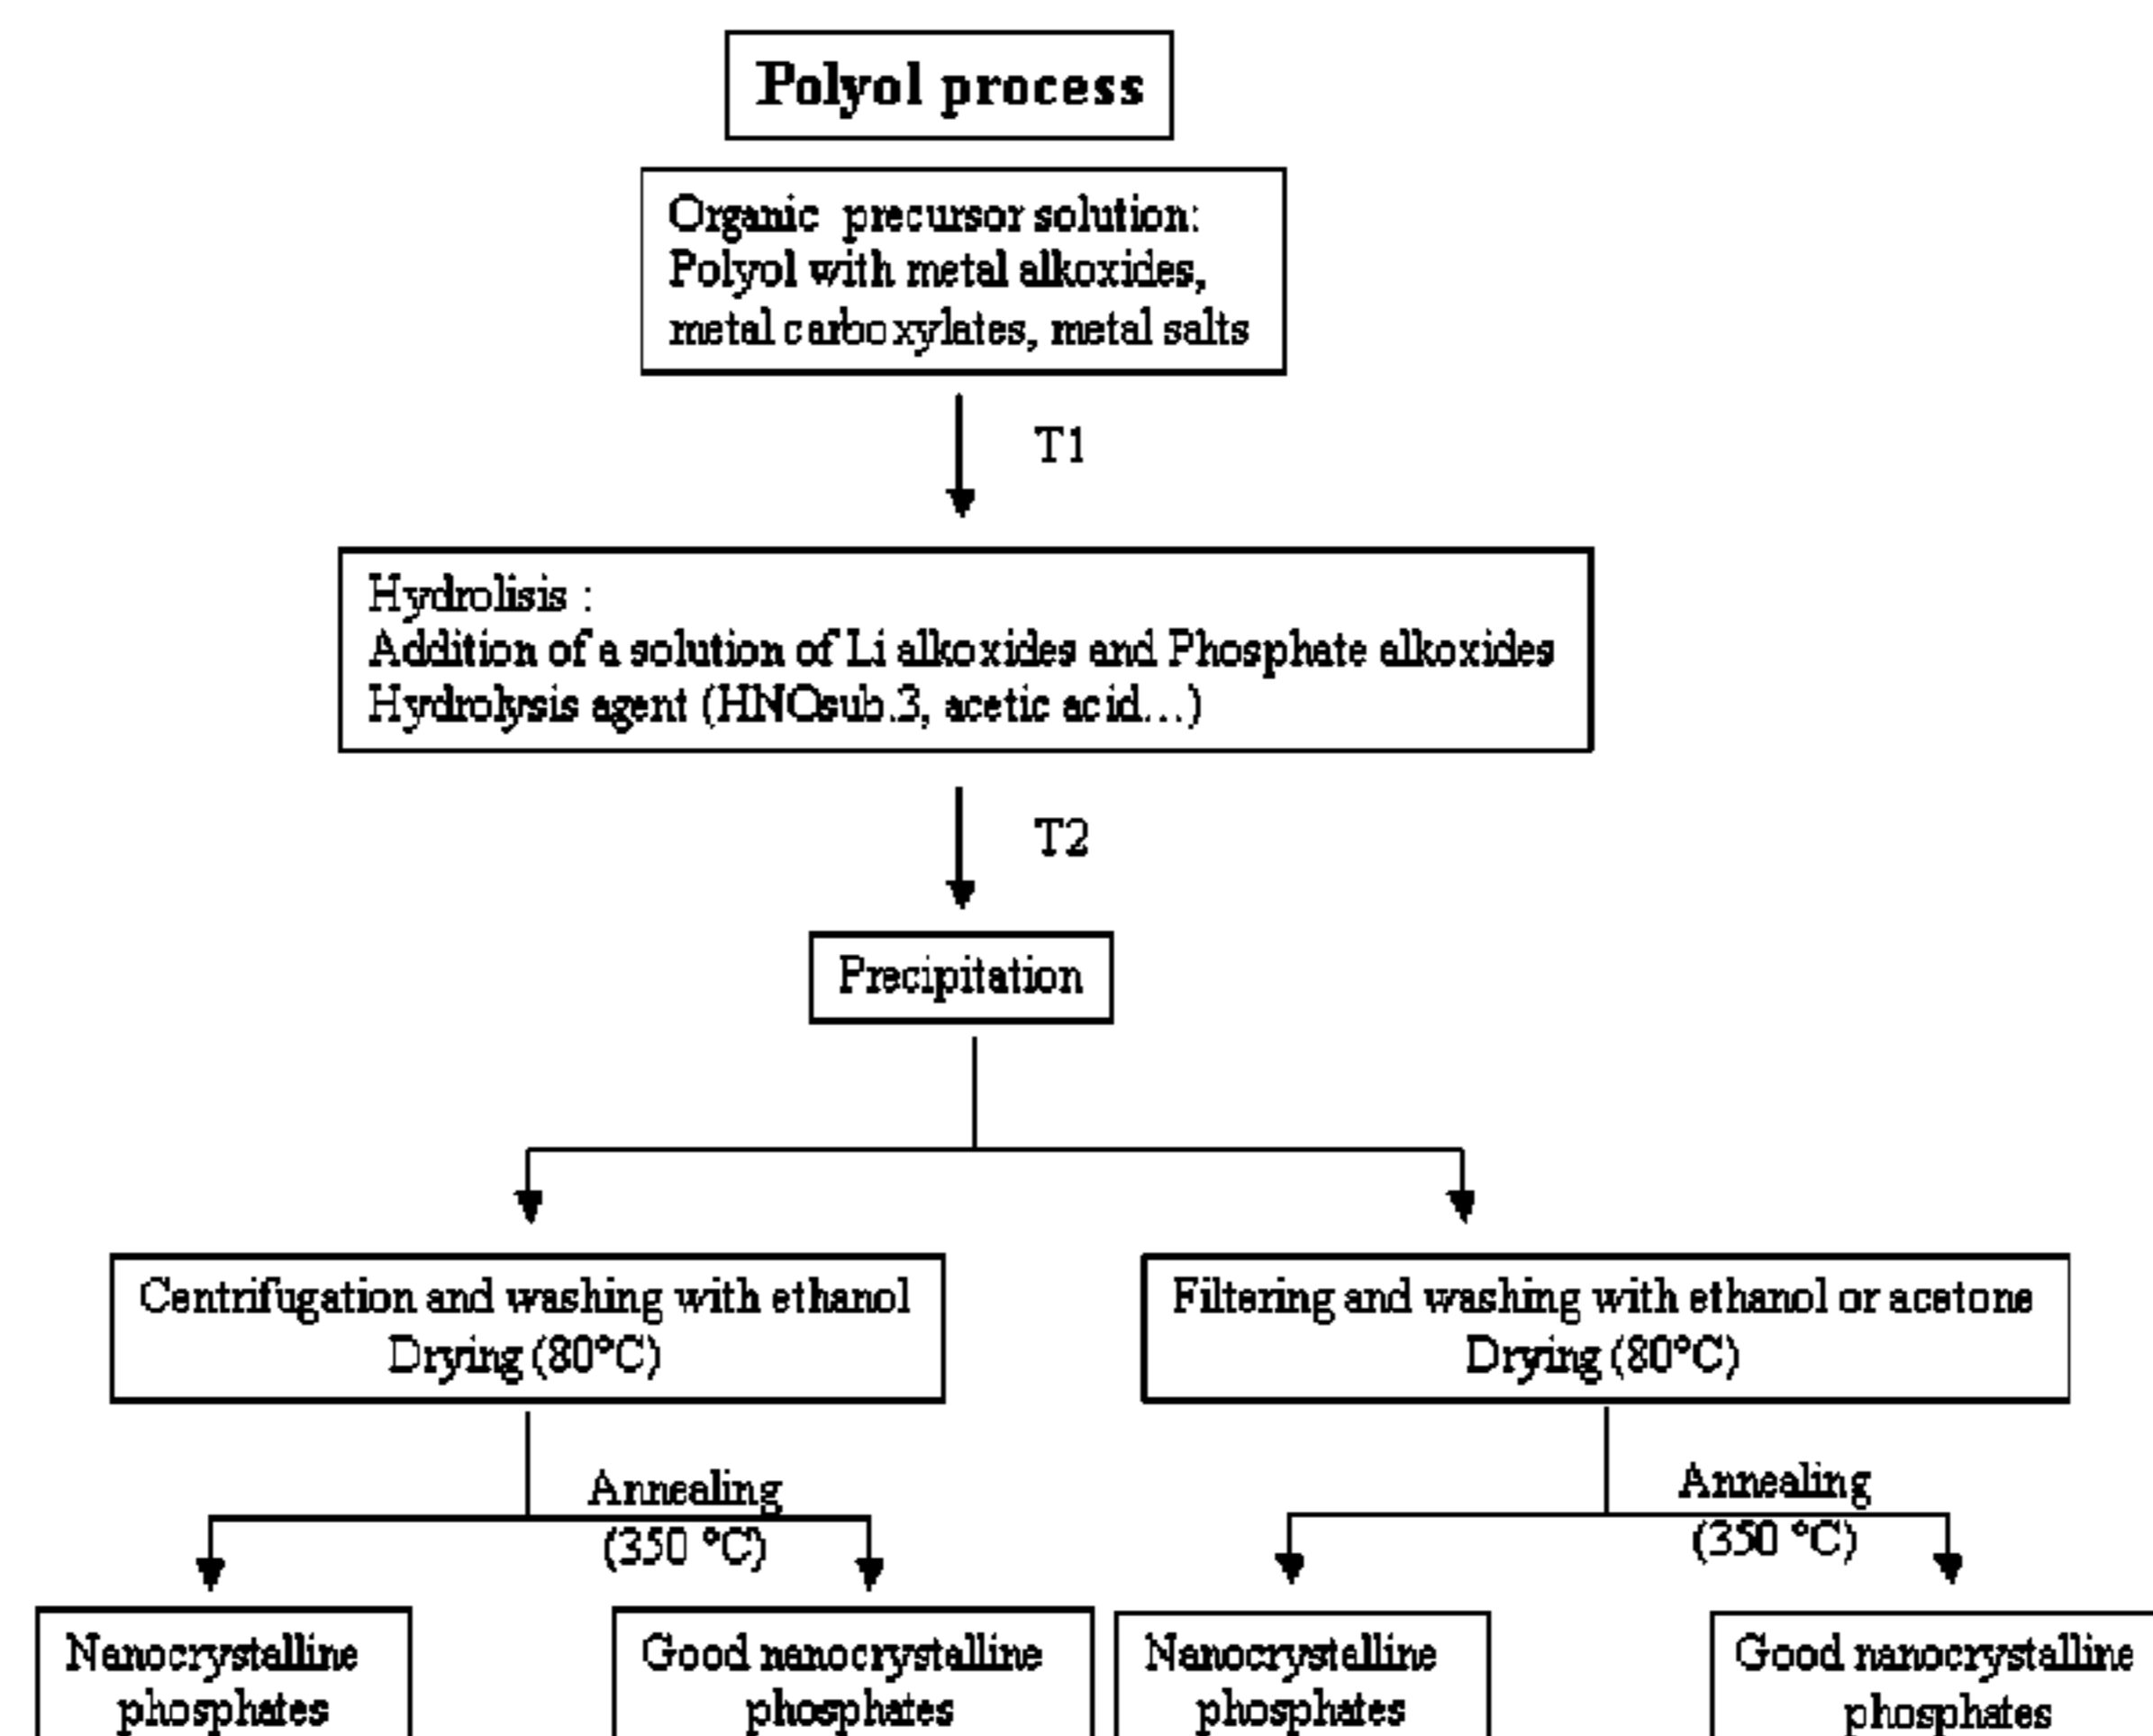 Polyol process
Organic precursor solution:
Polyol with metal alkoxides,
metal carboxylates, metal salts
T1
Hydrolisis :
Addition of a solution of Li alkoxides and Phosphate alkoxides
Hydrolysis agent (HNOsub.3, acetic acid...)
T2
Precipitation
Centrifugation and washing with ethanol
Drying (80°C)
Filtering and washing with ethanol or acetone
Drying (80°C)
Annealing
(350 °C)
Annealing
(350 °C)
Nanocrystalline
phosphates
Good nanocrystalline
phosphates
Nanocrystalline
phosphates
Good nanocrystalline
phosphates